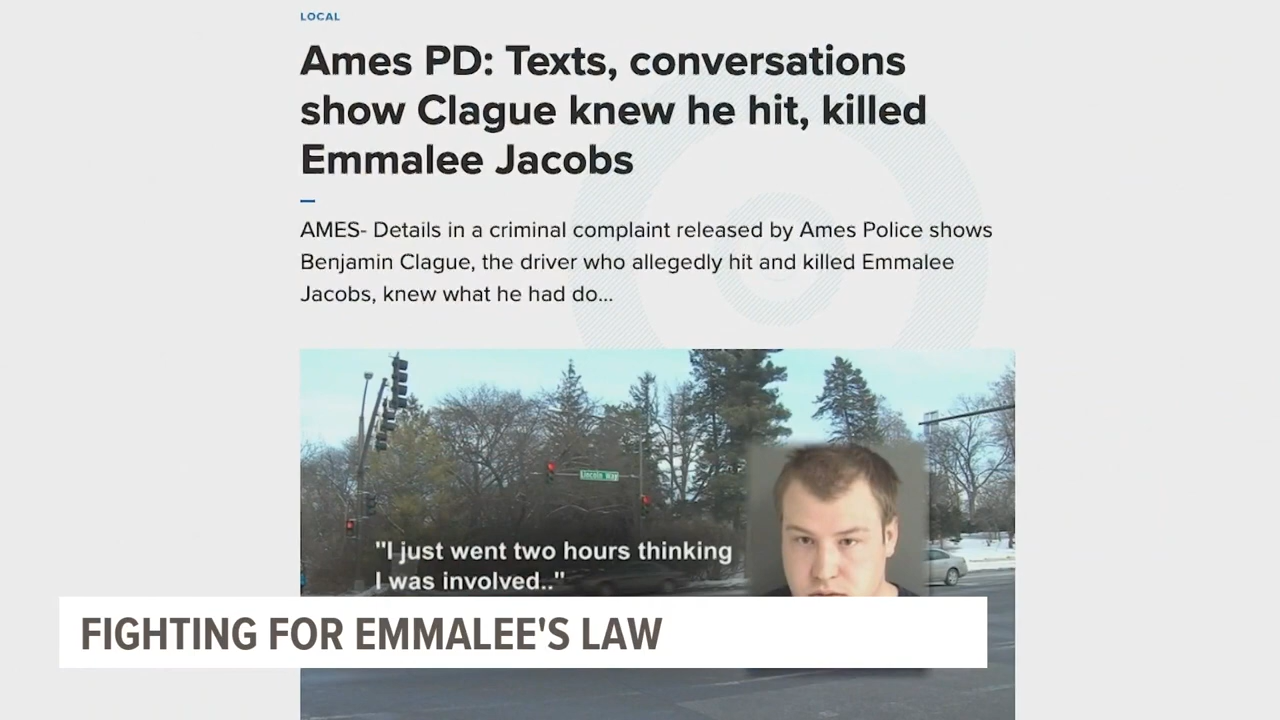 LOCAL
Ames PD: Texts, conversations
show Clague knew he hit, killed
Emmalee Jacobs
AMES- Details in a criminal complaint released by Ames Police shows
Benjamin Clague, the driver who allegedly hit and killed Emmalee
Jacobs, knew what he had do...
Lincoln Way
"I just went two hours thinking
I was involved.."
FIGHTING FOR EMMALEE'S LAW